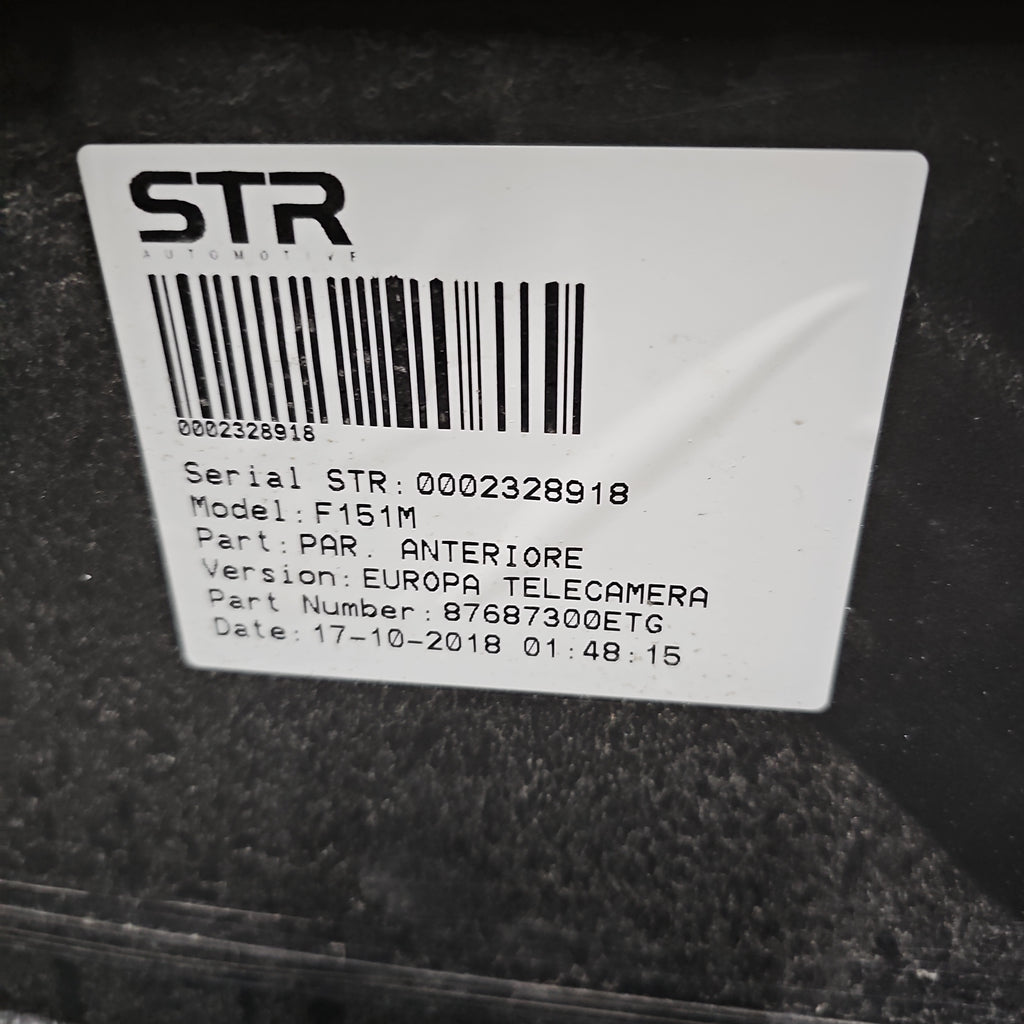 STR
AUTOMOTIVE
0002328918
Serial STR: 0002328918
Model: F151M
Part: PAR. ANTERIORE
Version: EUROPA TELECAMERA
Part Number: 87687300ETG
Date: 17-10-2018 01:48:15